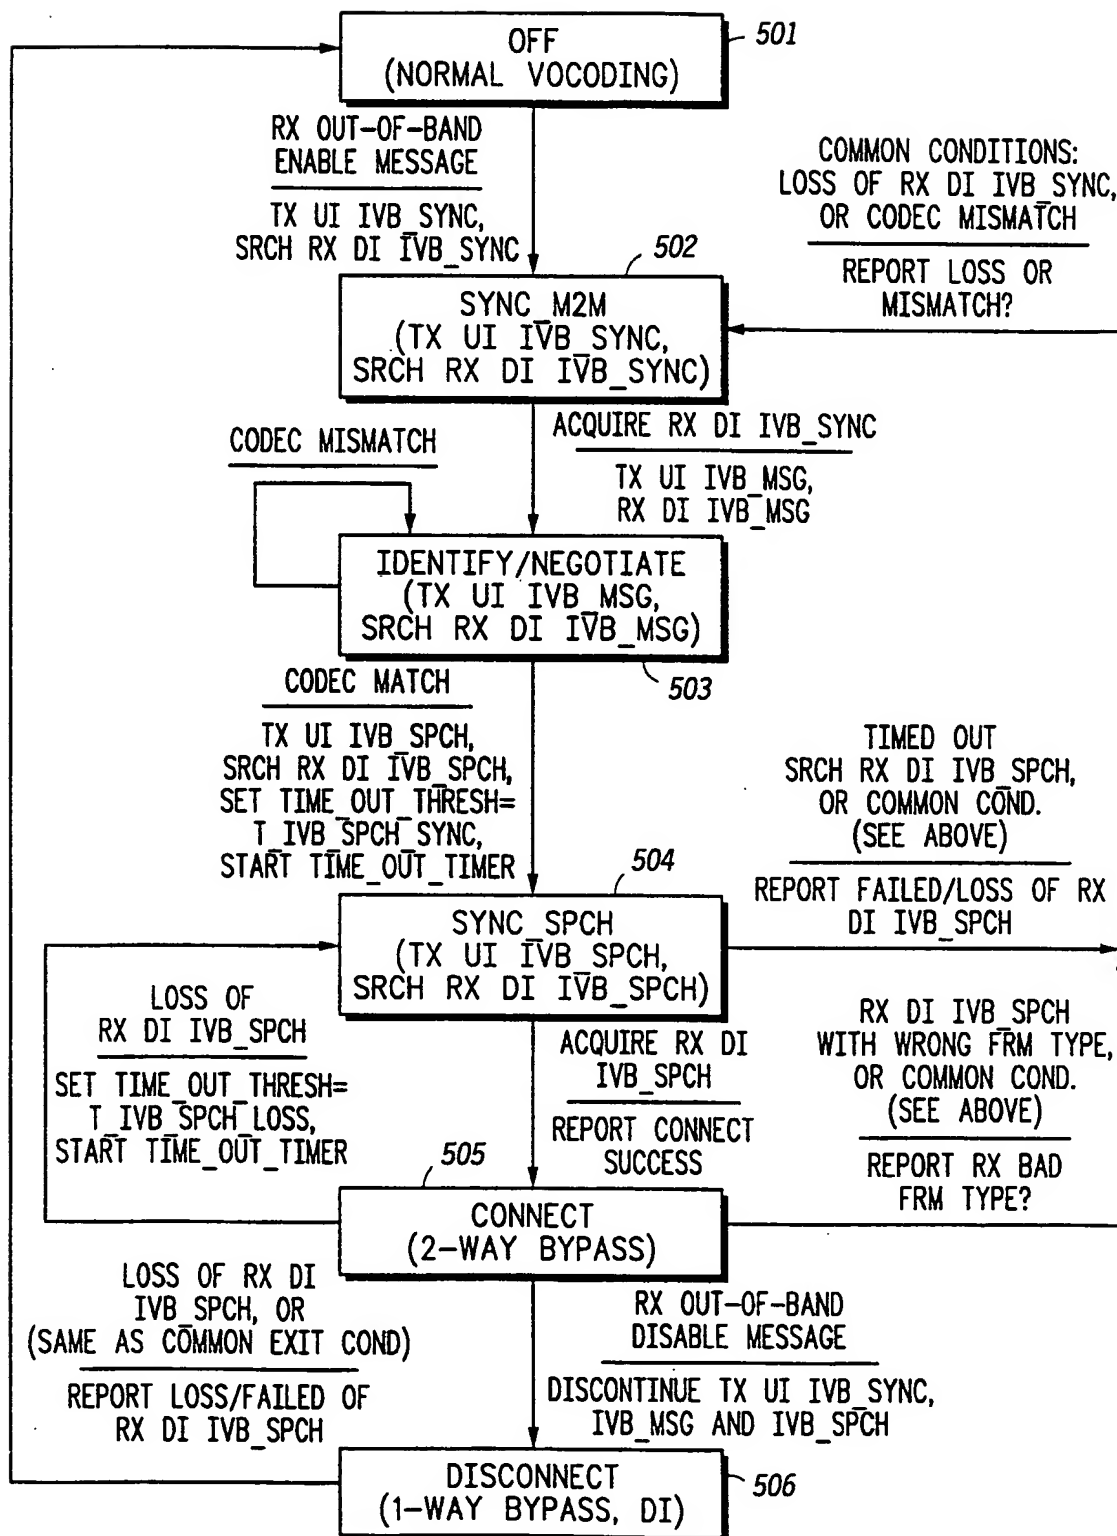 OFF
(NORMAL VOCODING)
501
RX OUT-OF-BAND
ENABLE MESSAGE
TX UI IVB_SYNC,
SRCH RX DI IVB_SYNC
COMMON CONDITIONS:
LOSS OF RX DI IVB_SYNC,
OR CODEC MISMATCH
REPORT LOSS OR
MISMATCH?
502
SYNC_M2M
(TX UI IVB_SYNC,
SRCH RX DI IVB_SYNC)
CODEC MISMATCH
ACQUIRE RX DI IVB_SYNC
TX UI IVB_MSG,
RX DI IVB_MSG
IDENTIFY/NEGOTIATE
(TX UI IVB_MSG,
SRCH RX DI IVB_MSG)
503
CODEC MATCH
TX UI IVB_SPCH,
SRCH RX DI IVB_SPCH,
SET TIME_OUT_THRESH=
T_IVB_SPCH_SYNC,
START TIME_OUT_TIMER
TIMED OUT
SRCH RX DI IVB_SPCH,
OR COMMON COND.
(SEE ABOVE)
REPORT FAILED/LOSS OF RX
DI IVB_SPCH
504
SYNC_SPCH
(TX UI IVB_SPCH,
SRCH RX DI IVB_SPCH)
LOSS OF
RX DI IVB_SPCH
SET TIME_OUT_THRESH=
T_IVB_SPCH_LOSS,
START TIME_OUT_TIMER
ACQUIRE RX DI
IVB_SPCH
REPORT CONNECT
SUCCESS
RX DI IVB_SPCH
WITH WRONG FRM TYPE,
OR COMMON COND.
(SEE ABOVE)
REPORT RX BAD
FRM TYPE?
505
CONNECT
(2-WAY BYPASS)
LOSS OF RX DI
IVB_SPCH, OR
(SAME AS COMMON EXIT COND)
REPORT LOSS/FAILED OF
RX DI IVB_SPCH
RX OUT-OF-BAND
DISABLE MESSAGE
DISCONTINUE TX UI IVB_SYNC,
IVB_MSG AND IVB_SPCH
DISCONNECT
(1-WAY BYPASS, DI)
506